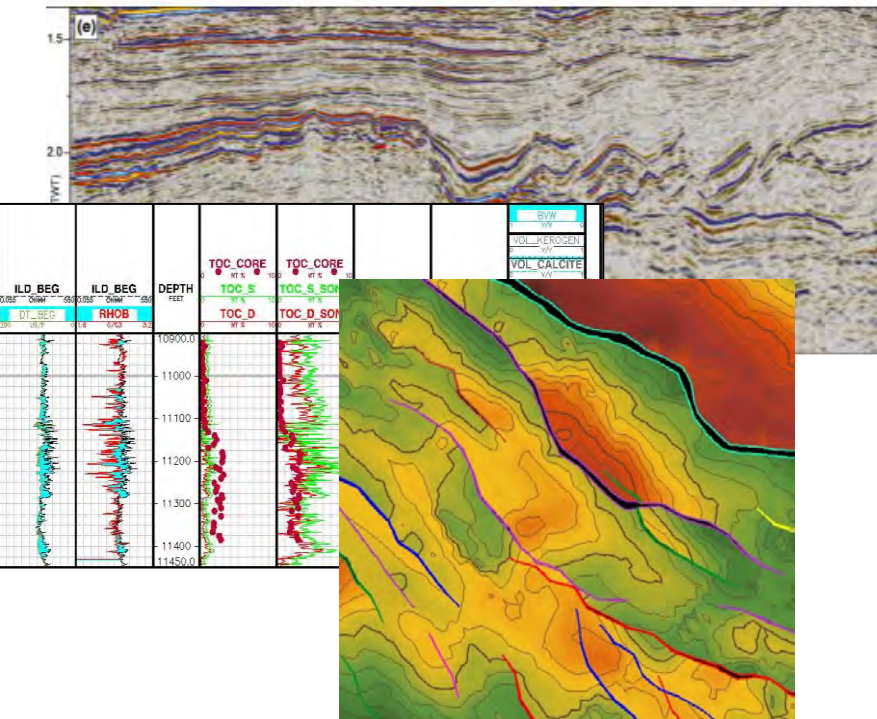 (e)
1.5
2.0
TWT)
BVW
VOL_KEROGEN
VOL_CALCITE
TOC_CORE TOC_CORE
ILD_BEG ILD_BEG DEPTH TOC_S TOC_S_SON
FEET
DT_BEG RHOB TOC_D TOC_D_SON
10900.0
11000
11100
11200
11300
11400
11450.0